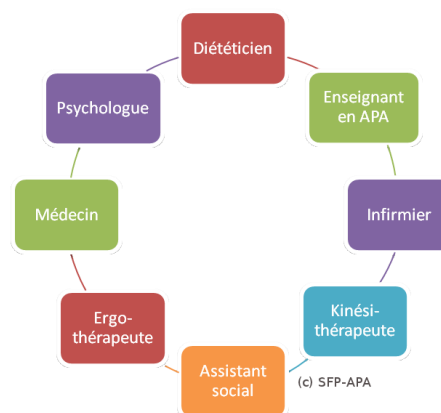 Diététicien
Enseignant
en APA
Infirmier
Kinési-
thérapeute
(c) SFP-APA
Assistant
social
Ergo-
thérapeute
Médecin
Psychologue